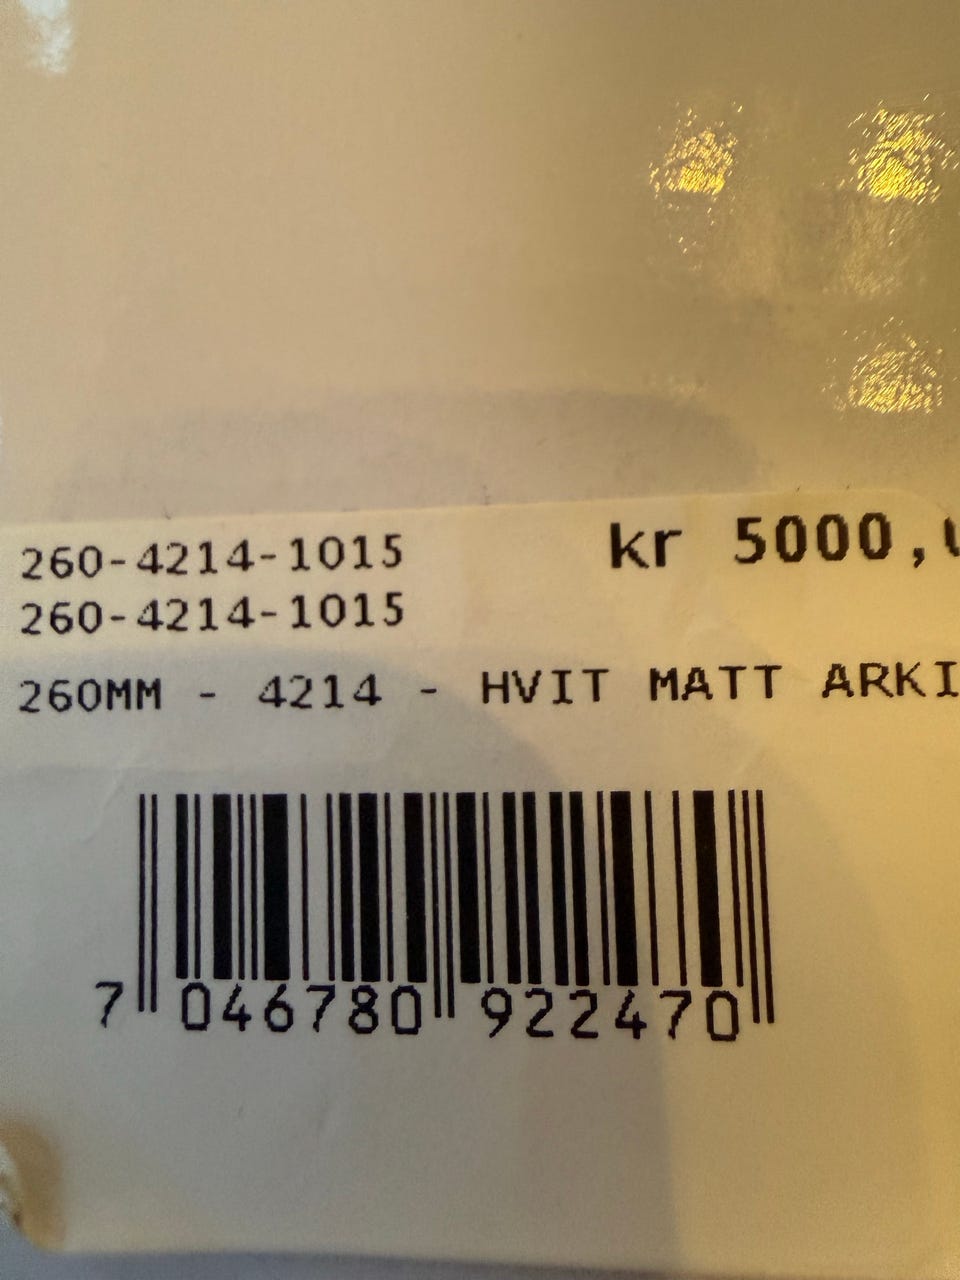 260-4214-1015
kr 5000,
260-4214-1015
260MM - 4214 - HVIT MATT ARKI
7 046780 922470